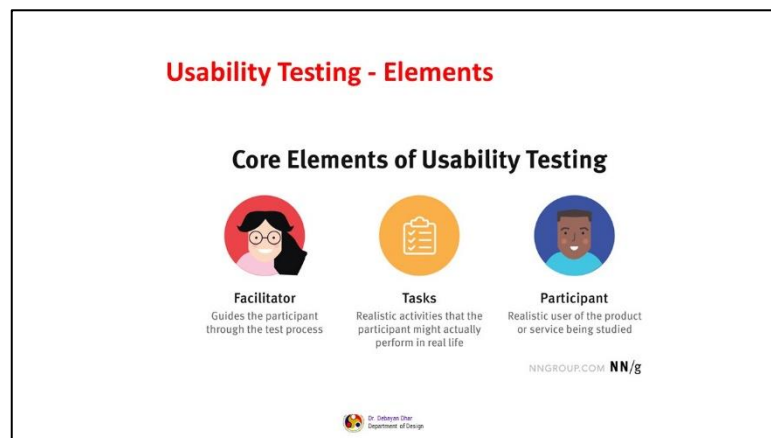 Usability Testing - Elements
Core Elements of Usability Testing
Facilitator
Guides the participant
through the test process
Tasks
Realistic activities that the
participant might actually
perform in real life
Participant
Realistic user of the product
or service being studied
NNGROUP.COM NN/g
Dr. Debayan Dhar
Department of Design